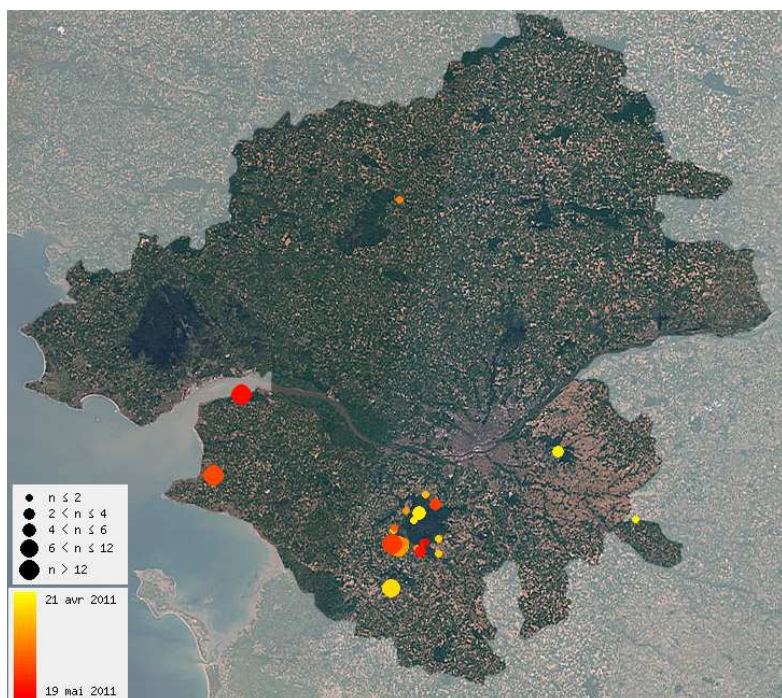 n ≤ 2
2 < n ≤ 4
4 < n ≤ 6
6 < n ≤ 12
n > 12
21 avr 2011
19 mai 2011